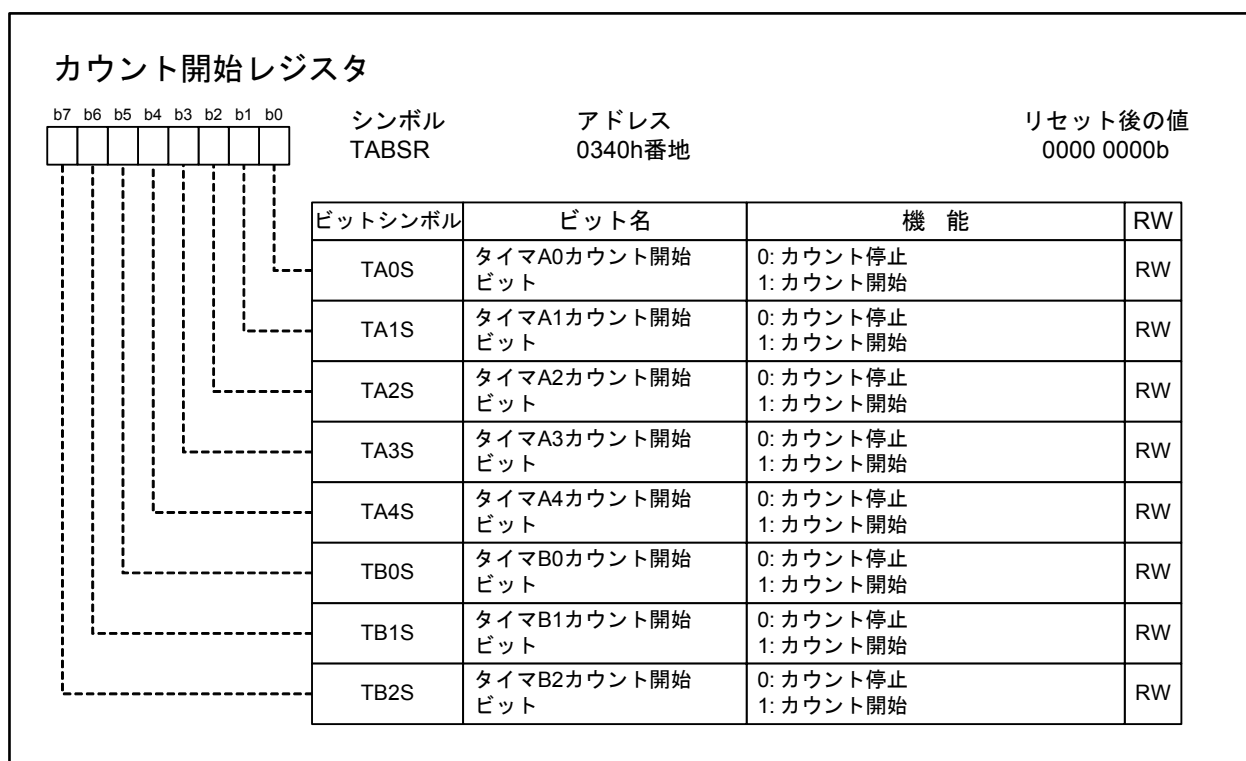 カウント開始レジスタ
b7 b6 b5 b4 b3 b2 b1 b0
シンボル アドレス リセット後の値
TABSR 0340h番地 0000 0000b
ビットシンボル ビット名 機 能 RW
TA0S タイマA0カウント開始 0: カウント停止 RW
ビット 1: カウント開始
TA1S タイマA1カウント開始 0: カウント停止 RW
ビット 1: カウント開始
TA2S タイマA2カウント開始 0: カウント停止 RW
ビット 1: カウント開始
TA3S タイマA3カウント開始 0: カウント停止 RW
ビット 1: カウント開始
TA4S タイマA4カウント開始 0: カウント停止 RW
ビット 1: カウント開始
TB0S タイマB0カウント開始 0: カウント停止 RW
ビット 1: カウント開始
TB1S タイマB1カウント開始 0: カウント停止 RW
ビット 1: カウント開始
TB2S タイマB2カウント開始 0: カウント停止 RW
ビット 1: カウント開始